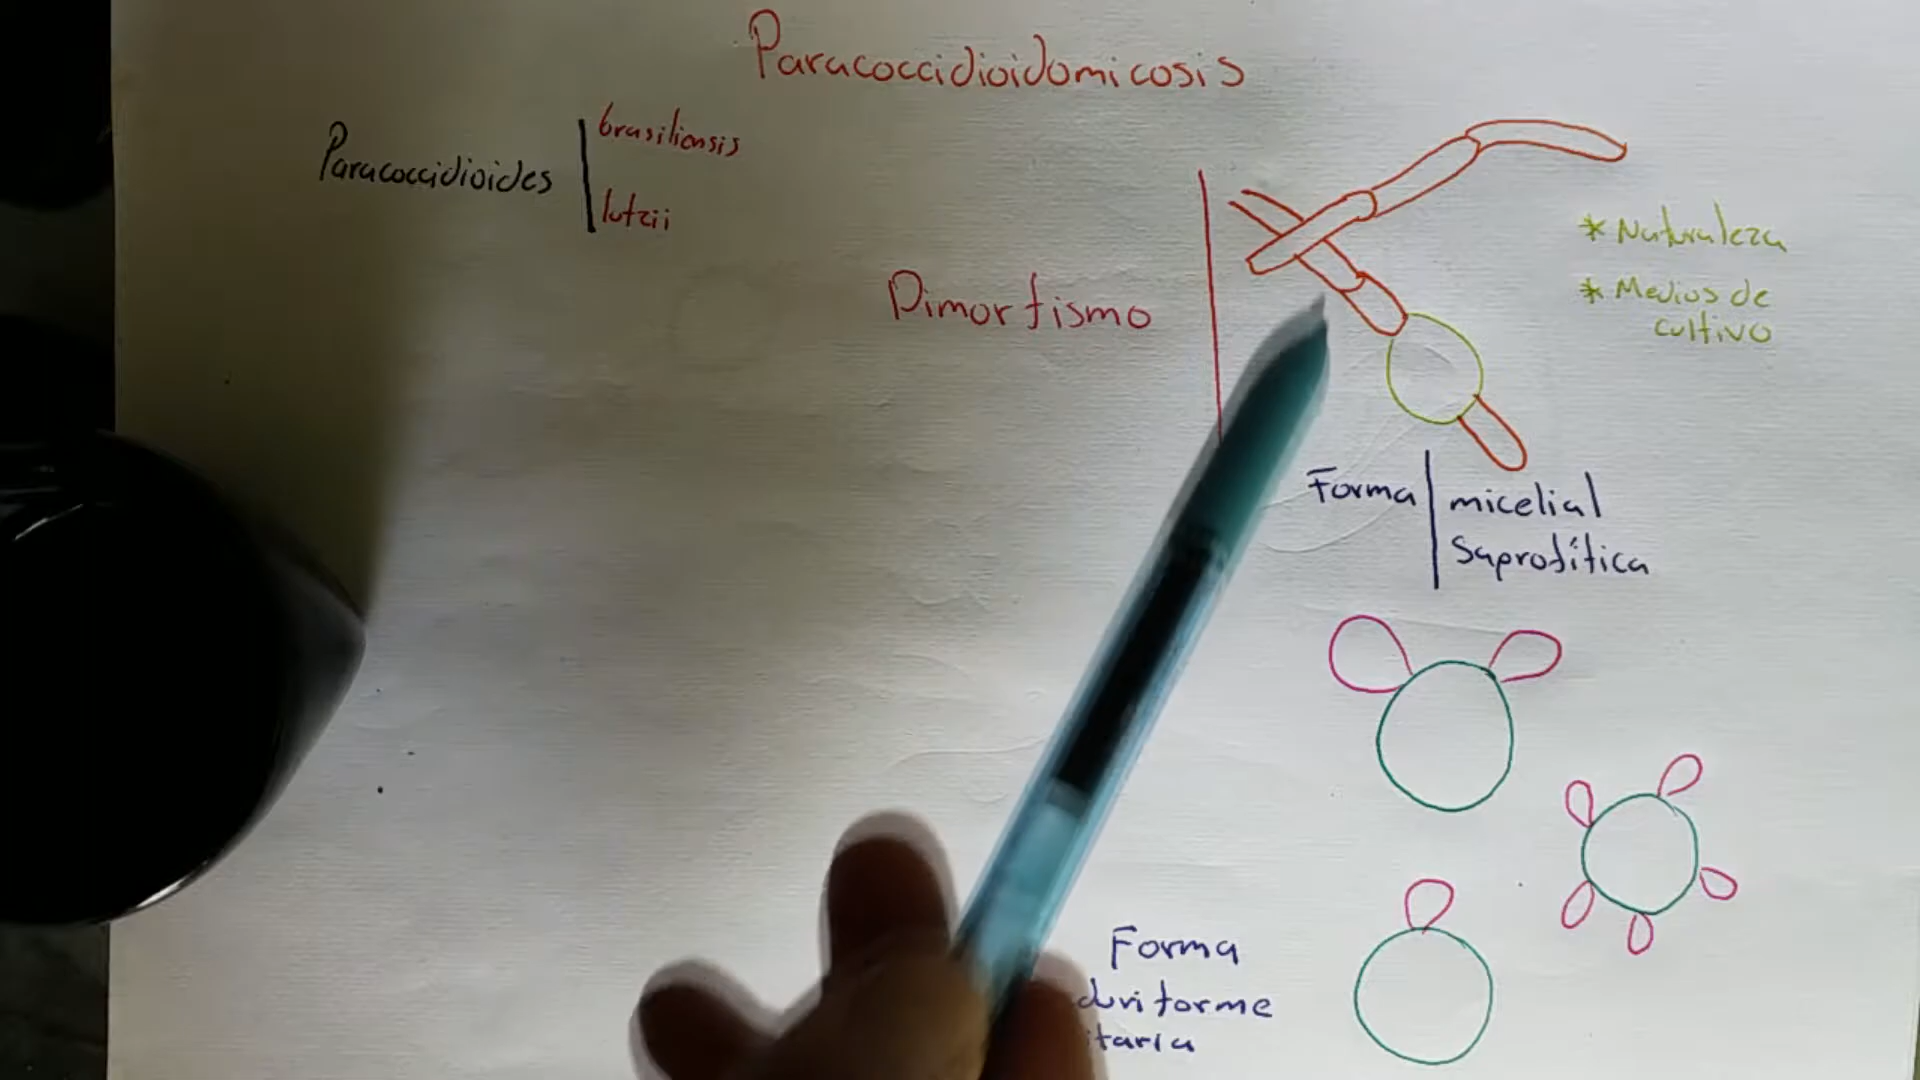 Paracoccidioidomicosis
Paracoccidioides
brasiliensis
lutzii
Dimorfismo
* Naturaleza
* Medios de
cultivo
Forma
micelial
Saprofítica
Forma